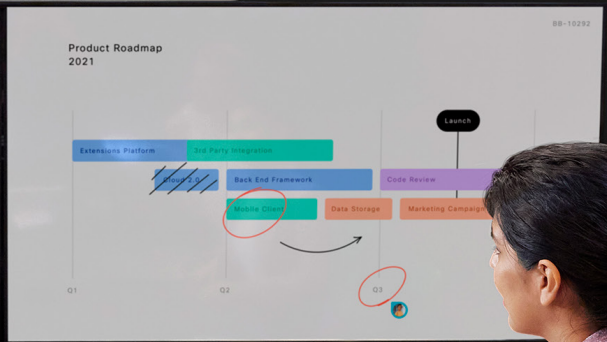 BB-10292
Product Roadmap
2021
Launch
Extensions Platform
3rd Party Integration
Cloud 2.0
Back End Framework
Code Review
Mobile Client
Data Storage
Marketing Campaign
Q1
Q2
Q3